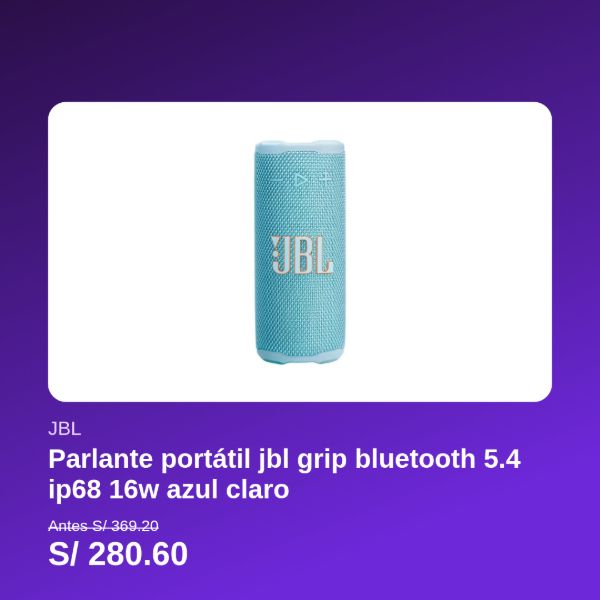 JBL
JBL
Parlante portátil jbl grip bluetooth 5.4
ip68 16w azul claro
Antes S/ 369.20
S/ 280.60